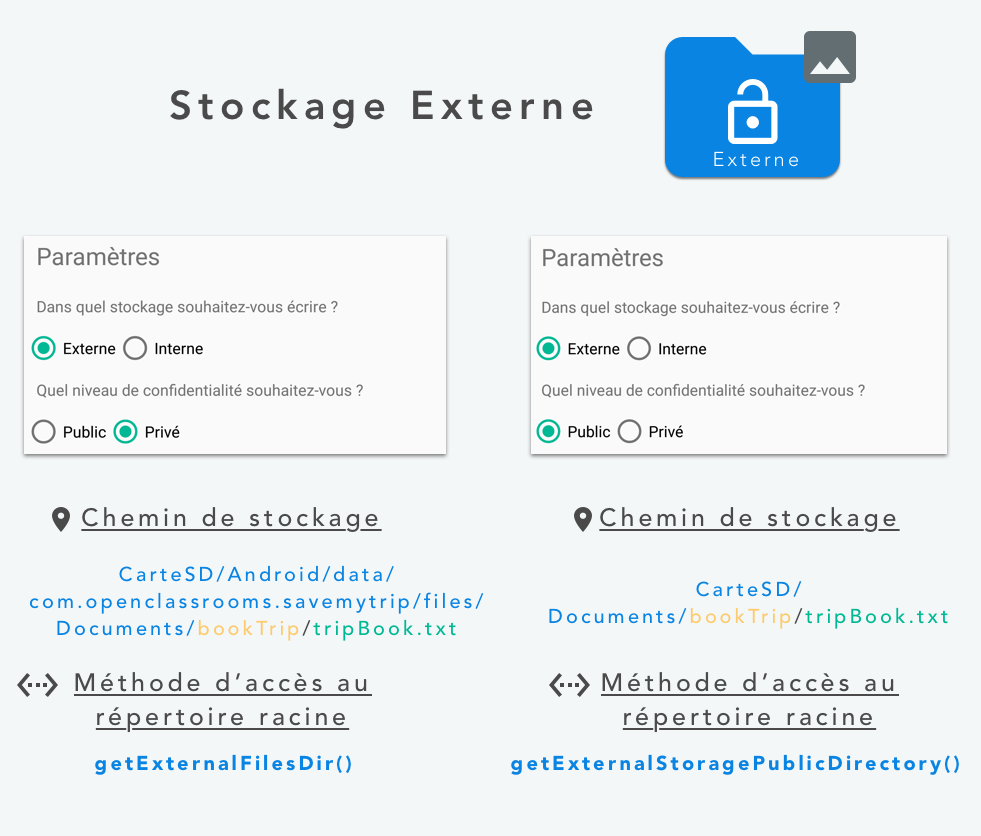 Stockage Externe
Externe
Paramètres
Dans quel stockage souhaitez-vous écrire ?
Externe Interne
Quel niveau de confidentialité souhaitez-vous ?
Public Privé
Chemin de stockage
CarteSD/Android/data/
com.openclassrooms.savemytrip/files/
Documents/bookTrip/tripBook.txt
Méthode d’accès au
répertoire racine
getExternalFilesDir()
Paramètres
Dans quel stockage souhaitez-vous écrire ?
Externe Interne
Quel niveau de confidentialité souhaitez-vous ?
Public Privé
Chemin de stockage
CarteSD/
Documents/bookTrip/tripBook.txt
Méthode d’accès au
répertoire racine
getExternalStoragePublicDirectory()